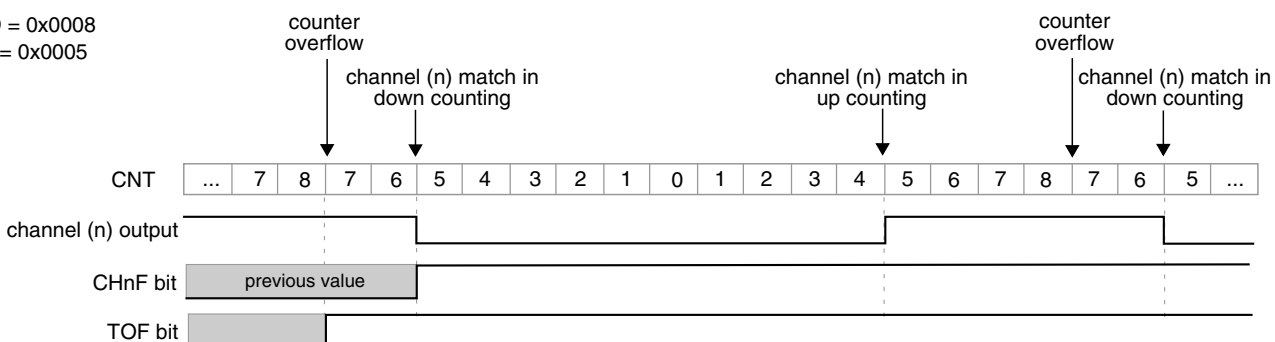 = 0x0008
= 0x0005
counter
overflow
channel (n) match in
down counting
channel (n) match in
up counting
counter
overflow
channel (n) match in
down counting
CNT ... 7 8 7 6 5 4 3 2 1 0 1 2 3 4 5 6 7 8 7 6 5 ...
channel (n) output
CHnF bit previous value
TOF bit